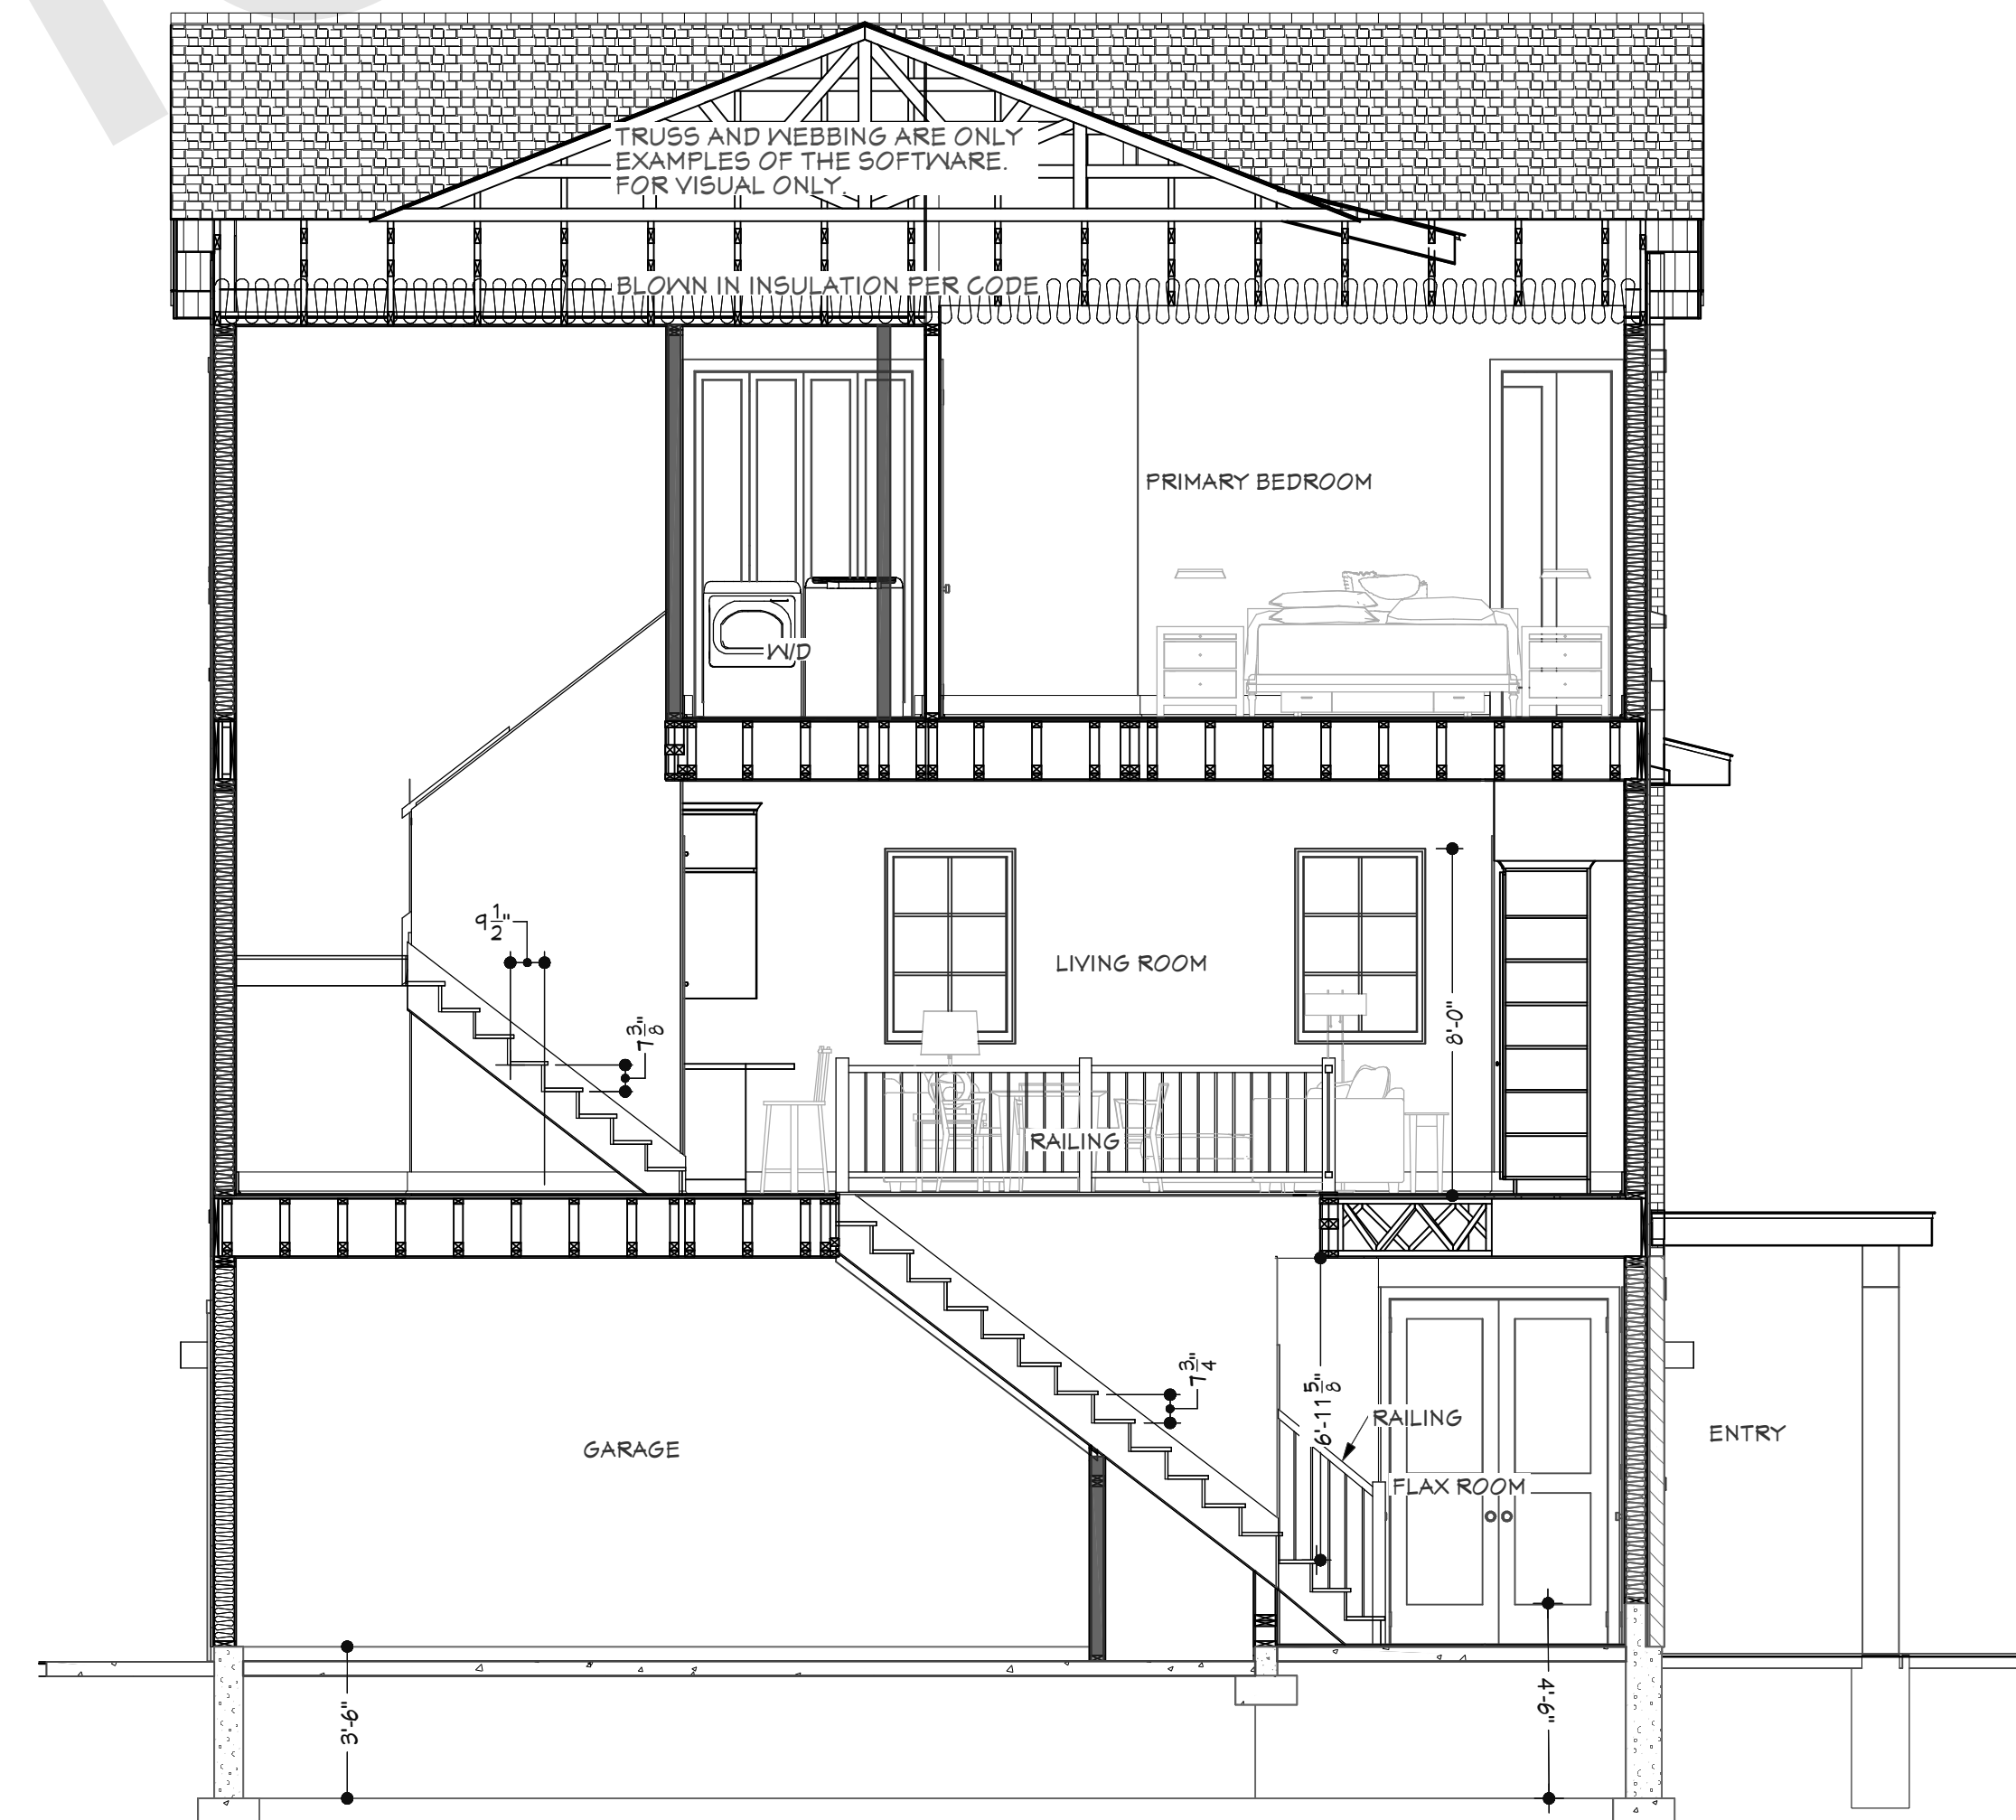 TRUSS AND WEBBING ARE ONLY
EXAMPLES OF THE SOFTWARE.
FOR VISUAL ONLY.
BLOWN IN INSULATION PER CODE
PRIMARY BEDROOM
W/D
9 1/2"
7 3/8"
LIVING ROOM
8'-0"
RAILING
7 3/4"
6'-11 5/8"
RAILING
GARAGE
FLAX ROOM
ENTRY
3'-6"
4'-6"